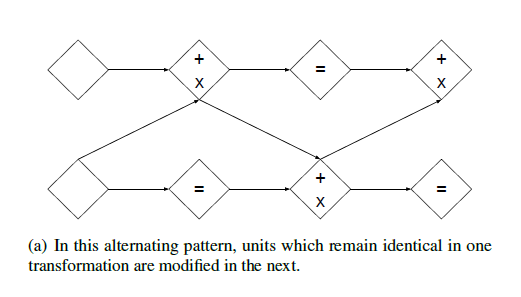 + = +
x x
+
= x =
(a) In this alternating pattern, units which remain identical in one
transformation are modified in the next.